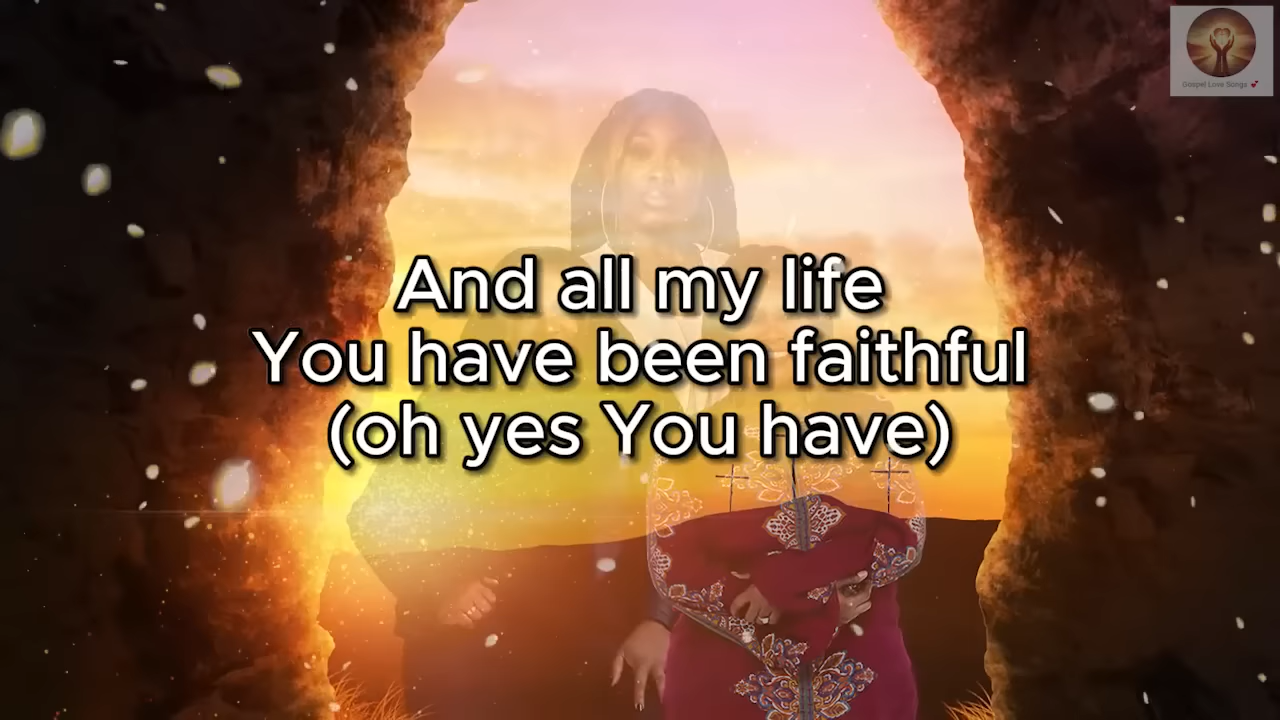 Gospel Love Songs 💕
And all my life
You have been faithful
(oh yes You have)